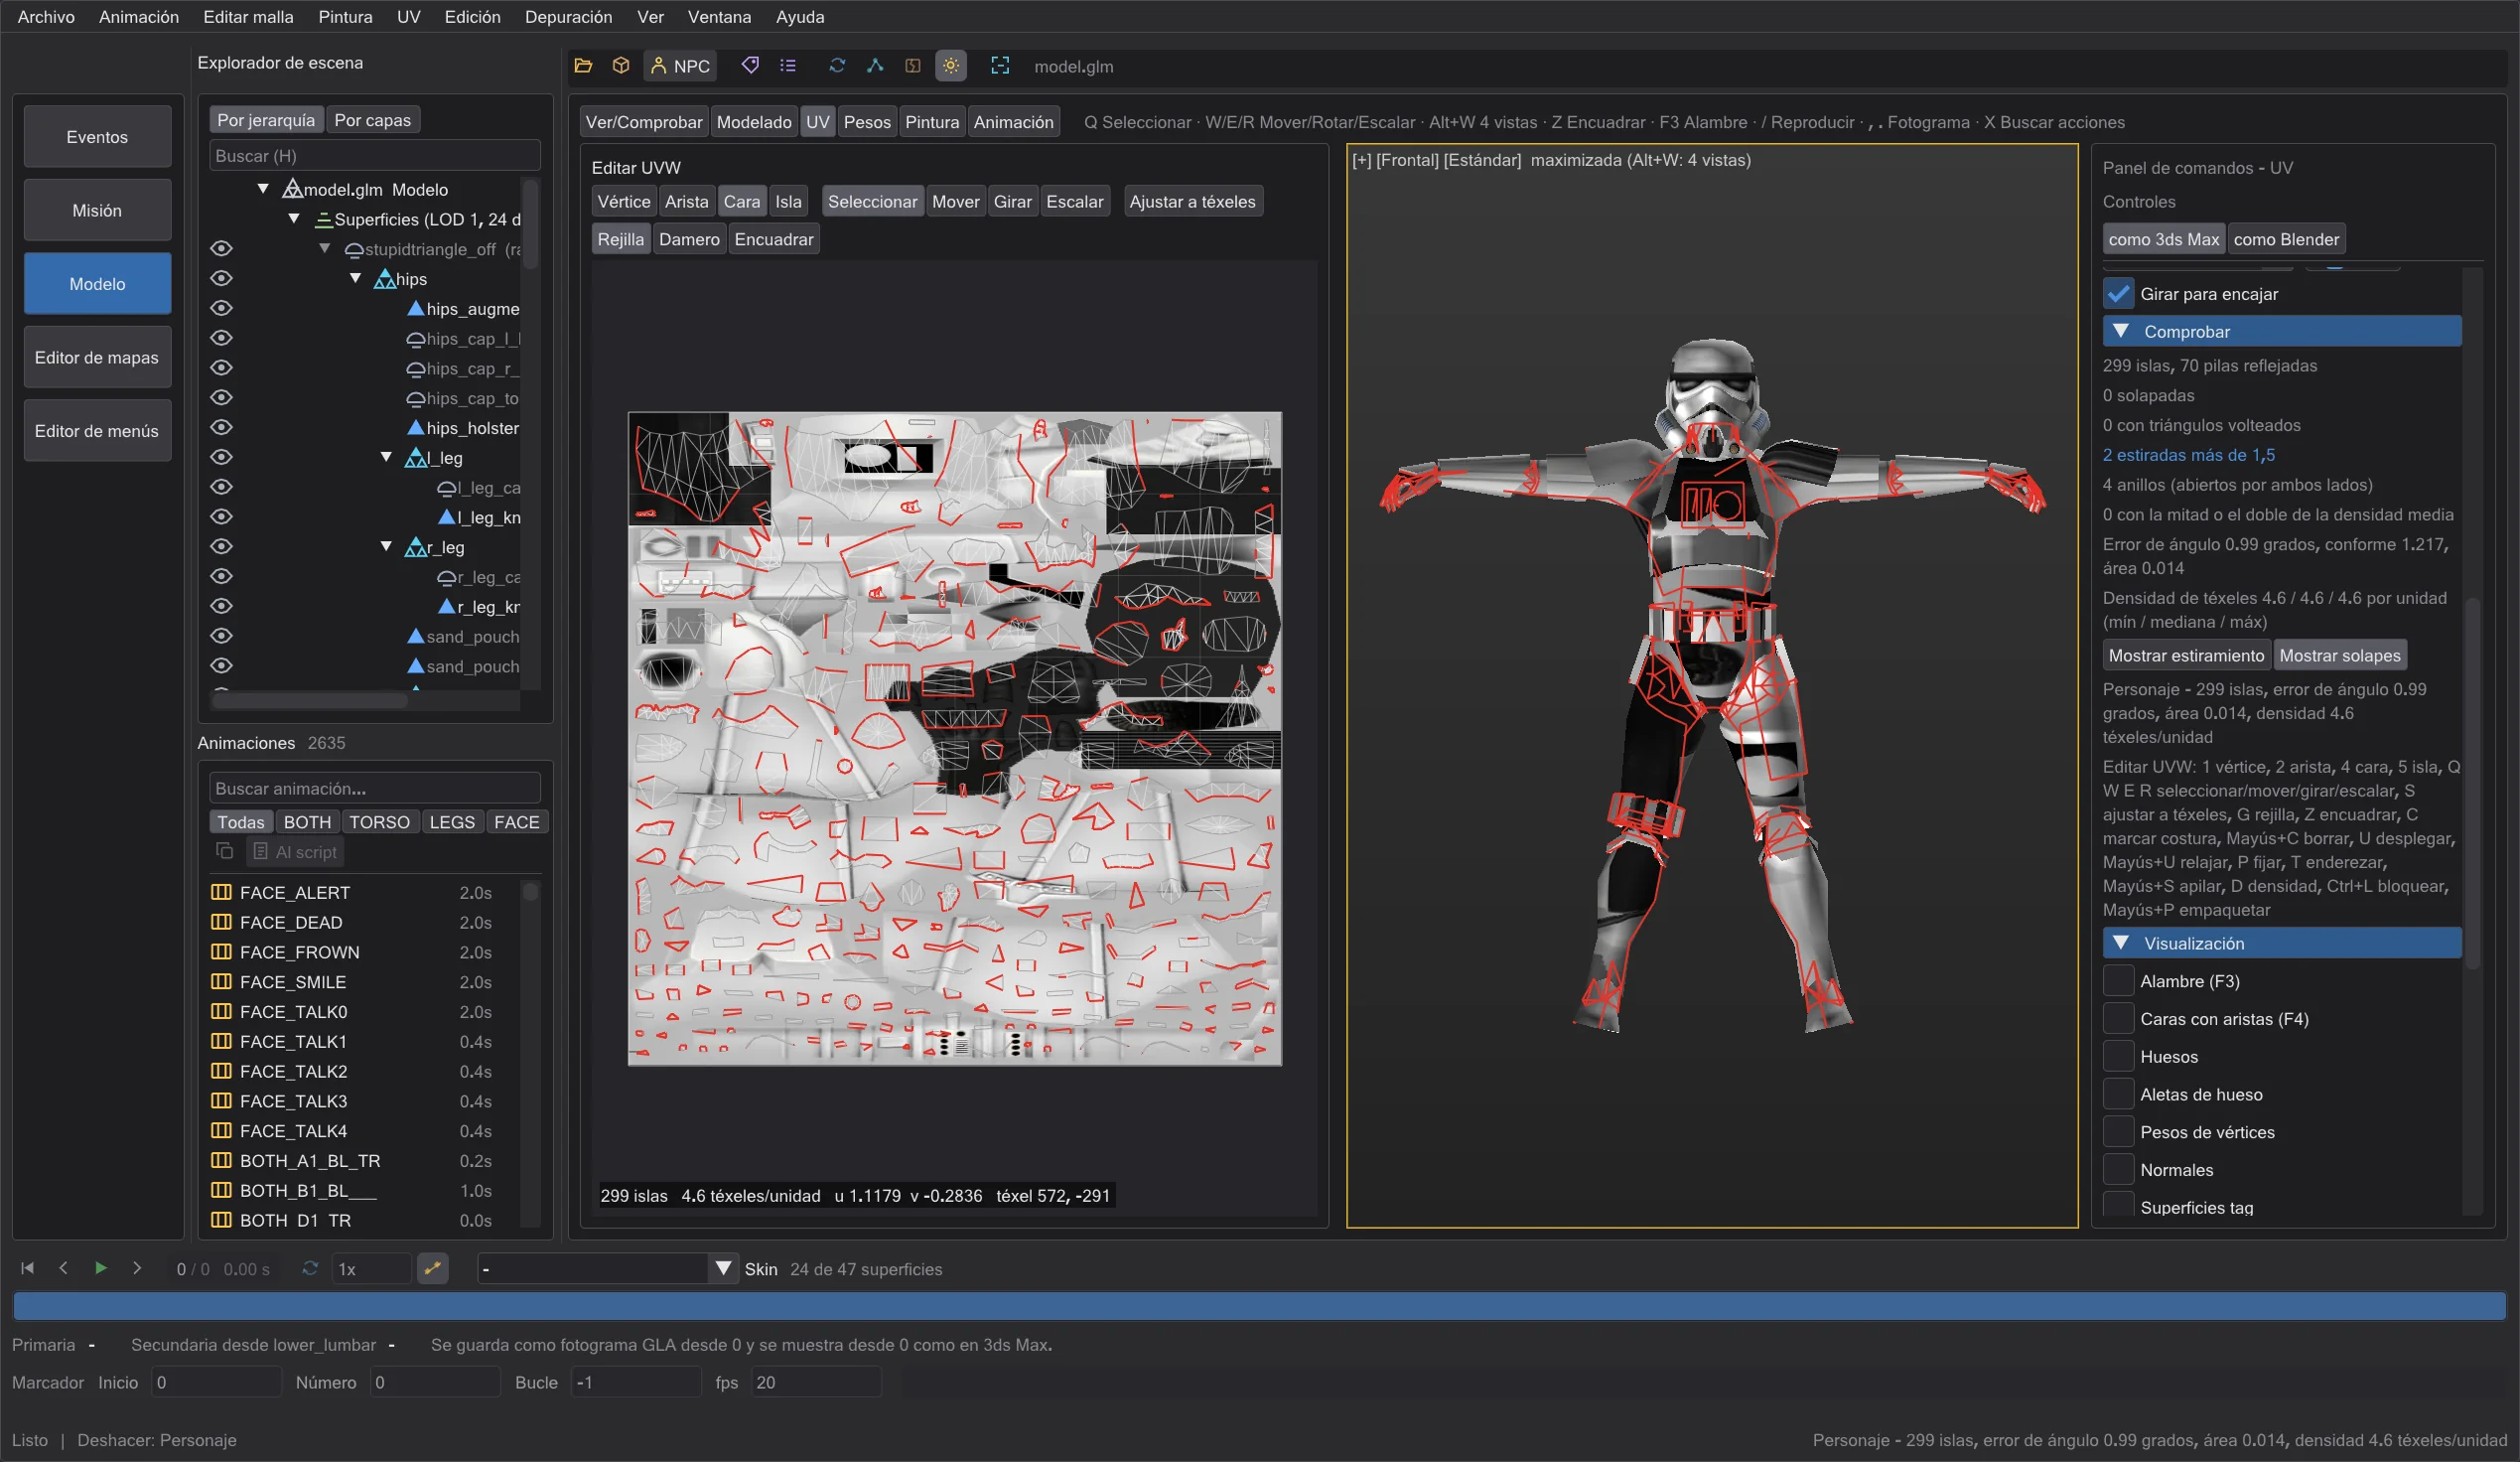 Archivo Animación Editar malla Pintura UV Edición Depuración Ver Ventana Ayuda
Eventos
Misión
Modelo
Editor de mapas
Editor de menús
Explorador de escena
Por jerarquía Por capas
Buscar (H)
model.glm Modelo
Superficies (LOD 1, 24 d
stupidtriangle_off (ra
hips
hips_augme
hips_cap_l_l
hips_cap_r_
hips_cap_to
hips_holster
l_leg
l_leg_ca
l_leg_kn
r_leg
r_leg_ca
r_leg_kr
sand_pouch
sand_pouch
Animaciones 2635
Buscar animación...
Todas BOTH TORSO LEGS FACE
Al script
FACE_ALERT 2.0s
FACE_DEAD 2.0s
FACE_FROWN 2.0s
FACE_SMILE 2.0s
FACE_TALK0 2.0s
FACE_TALK1 0.4s
FACE_TALK2 0.4s
FACE_TALK3 0.4s
FACE_TALK4 0.4s
BOTH_A1_BL_TR 0.2s
BOTH_B1_BL___ 1.0s
BOTH_D1_TR 0.0s
NPC model.glm
Ver/Comprobar Modelado UV Pesos Pintura Animación Q Seleccionar · W/E/R Mover/Rotar/Escalar · Alt+W 4 vistas · Z Encuadrar · F3 Alambre · / Reproducir · , . Fotograma · X Buscar acciones
Editar UVW
Vértice Arista Cara Isla Seleccionar Mover Girar Escalar Ajustar a téxeles
Rejilla Damero Encuadrar
299 islas 4.6 téxeles/unidad u 1.1179 v -0.2836 téxel 572, -291
[+] [Frontal] [Estándar] maximizada (Alt+W: 4 vistas)
Panel de comandos - UV
Controles
como 3ds Max como Blender
Girar para encajar
Comprobar
299 islas, 70 pilas reflejadas
0 solapadas
0 con triángulos volteados
2 estiradas más de 1,5
4 anillos (abiertos por ambos lados)
0 con la mitad o el doble de la densidad media
Error de ángulo 0.99 grados, conforme 1.217,
área 0.014
Densidad de téxeles 4.6 / 4.6 / 4.6 por unidad
(mín / mediana / máx)
Mostrar estiramiento Mostrar solapes
Personaje - 299 islas, error de ángulo 0.99
grados, área 0.014, densidad 4.6
téxeles/unidad
Editar UVW: 1 vértice, 2 arista, 4 cara, 5 isla, Q
W E R seleccionar/mover/girar/escalar, S
ajustar a téxeles, G rejilla, Z encuadrar, C
marcar costura, Mayús+C borrar, U desplegar,
Mayús+U relajar, P fijar, T enderezar,
Mayús+S apilar, D densidad, Ctrl+L bloquear,
Mayús+P empaquetar
Visualización
Alambre (F3)
Caras con aristas (F4)
Huesos
Aletas de hueso
Pesos de vértices
Normales
Superficies tag
0 / 0 0.00 s 1x - Skin 24 de 47 superficies
Primaria - Secundaria desde lower_lumbar - Se guarda como fotograma GLA desde 0 y se muestra desde 0 como en 3ds Max.
Marcador Inicio 0 Número 0 Bucle -1 fps 20
Listo | Deshacer: Personaje
Personaje - 299 islas, error de ángulo 0.99 grados, área 0.014, densidad 4.6 téxeles/unidad